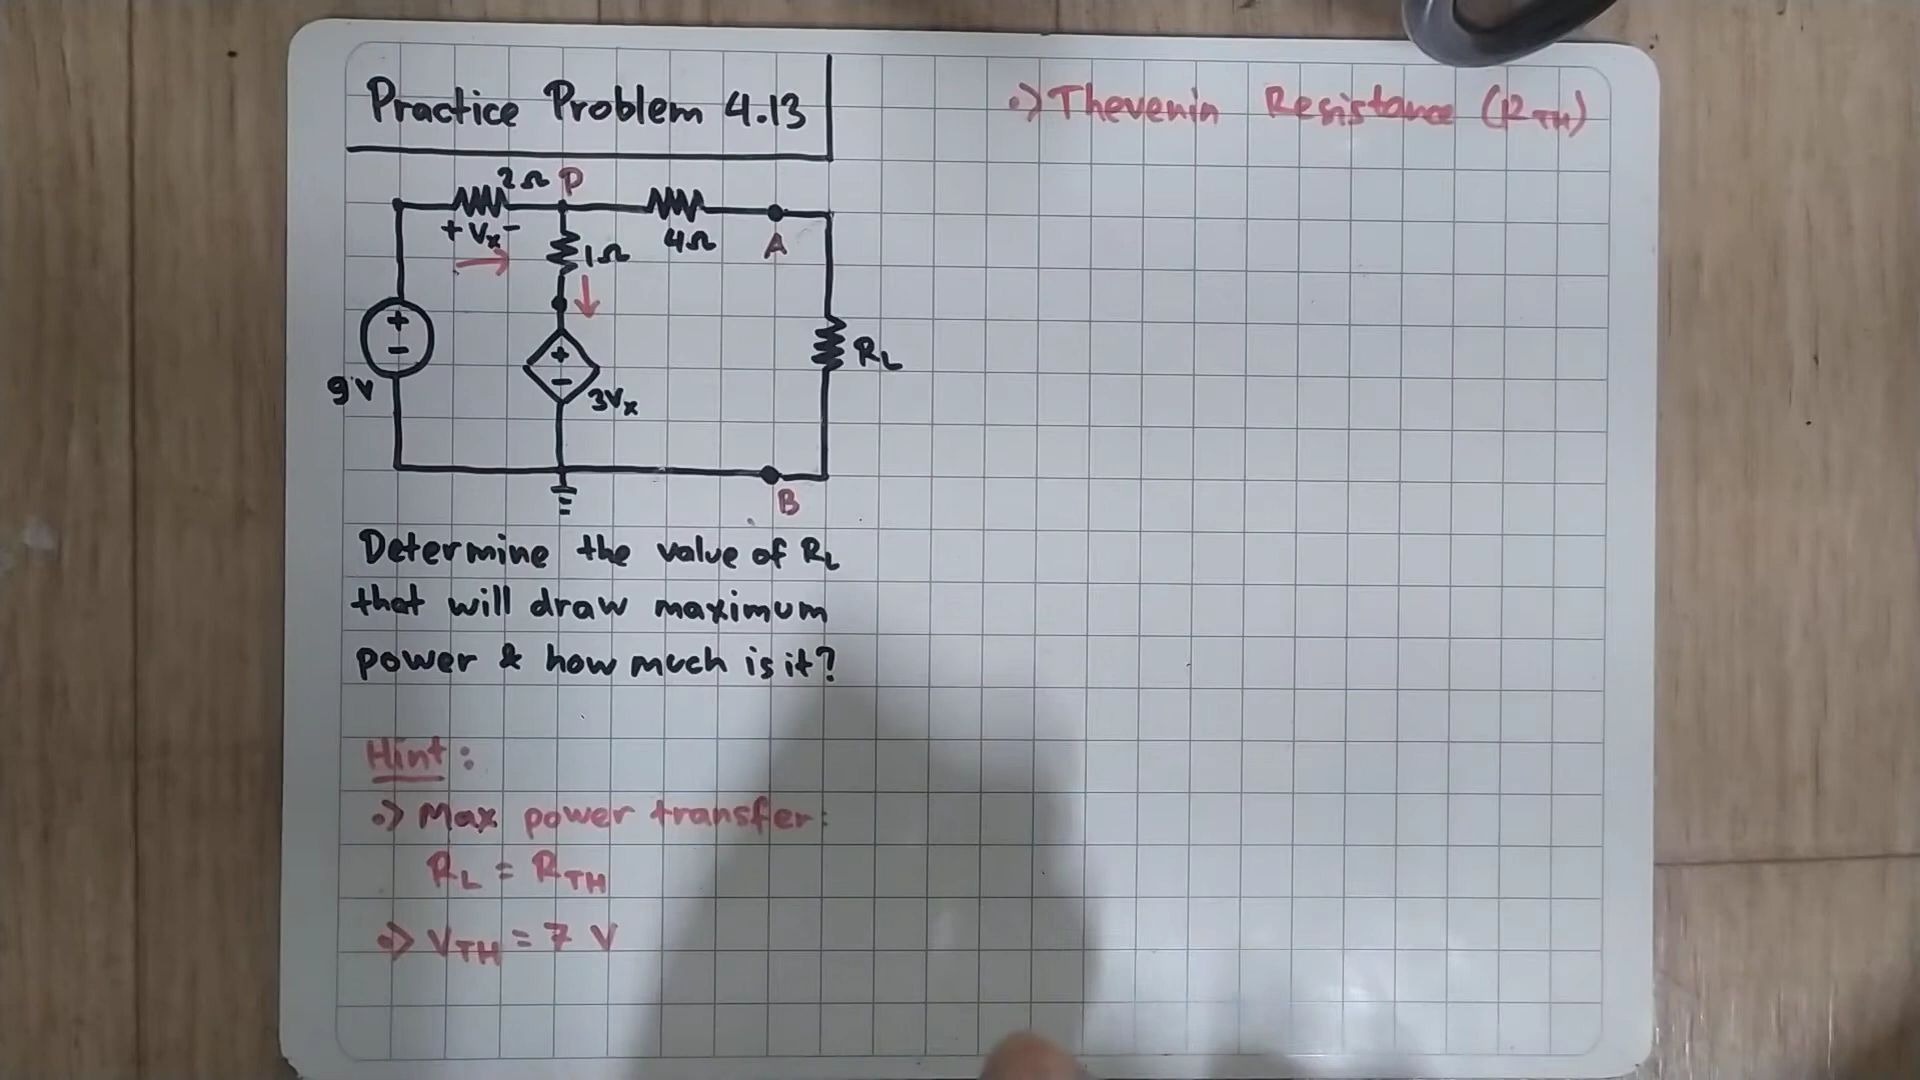 Practice Problem 4.13
2Ω P
+ Vx - 4Ω A
1Ω
+
-
9V
+
-
3Vx
RL
B
Determine the value of RL
that will draw maximum
power & how much is it?
Hint:
•) Max power transfer:
RL = RTH
•) VTH = 7 V
•) Thevenin Resistance (RTH)